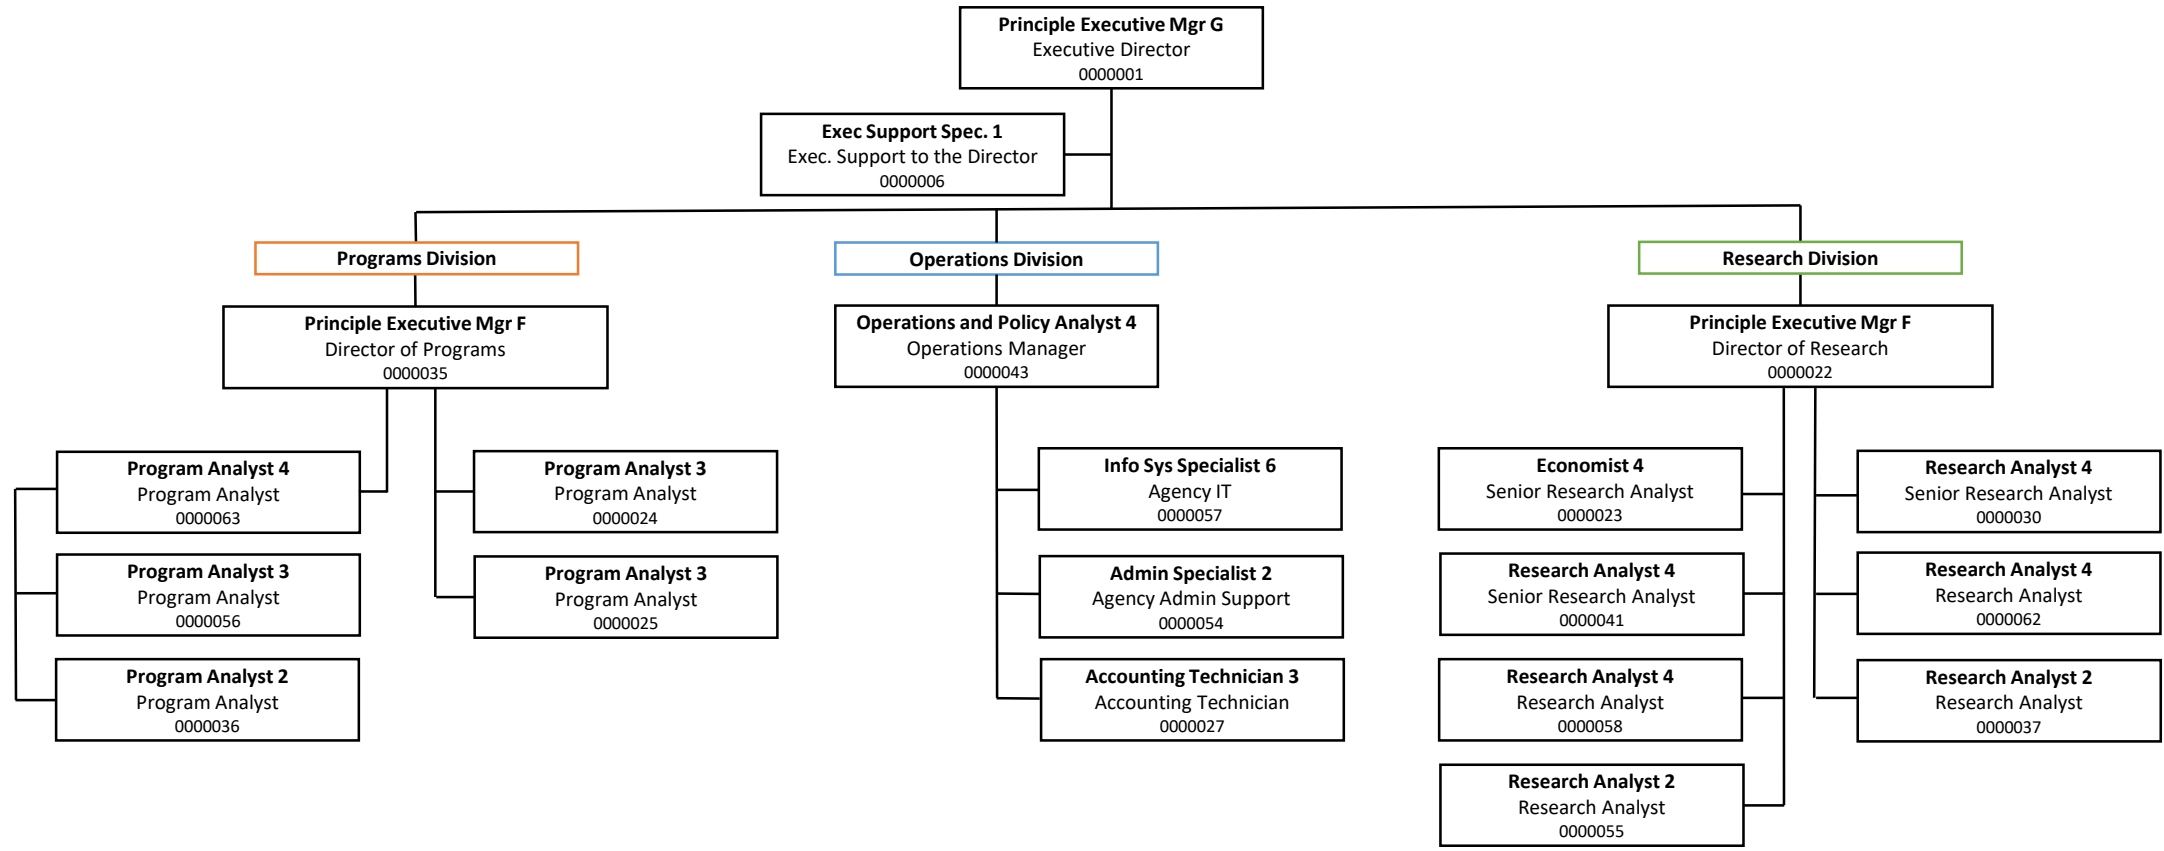 Principle Executive Mgr G
Executive Director
0000001
Exec Support Spec. 1
Exec. Support to the Director
0000006
Programs Division
Operations Division
Research Division
Principle Executive Mgr F
Director of Programs
0000035
Operations and Policy Analyst 4
Operations Manager
0000043
Principle Executive Mgr F
Director of Research
0000022
Program Analyst 4
Program Analyst
0000063
Program Analyst 3
Program Analyst
0000024
Info Sys Specialist 6
Agency IT
0000057
Economist 4
Senior Research Analyst
0000023
Research Analyst 4
Senior Research Analyst
0000030
Program Analyst 3
Program Analyst
0000056
Program Analyst 3
Program Analyst
0000025
Admin Specialist 2
Agency Admin Support
0000054
Research Analyst 4
Senior Research Analyst
0000041
Research Analyst 4
Research Analyst
0000062
Program Analyst 2
Program Analyst
0000036
Accounting Technician 3
Accounting Technician
0000027
Research Analyst 4
Research Analyst
0000058
Research Analyst 2
Research Analyst
0000037
Research Analyst 2
Research Analyst
0000055